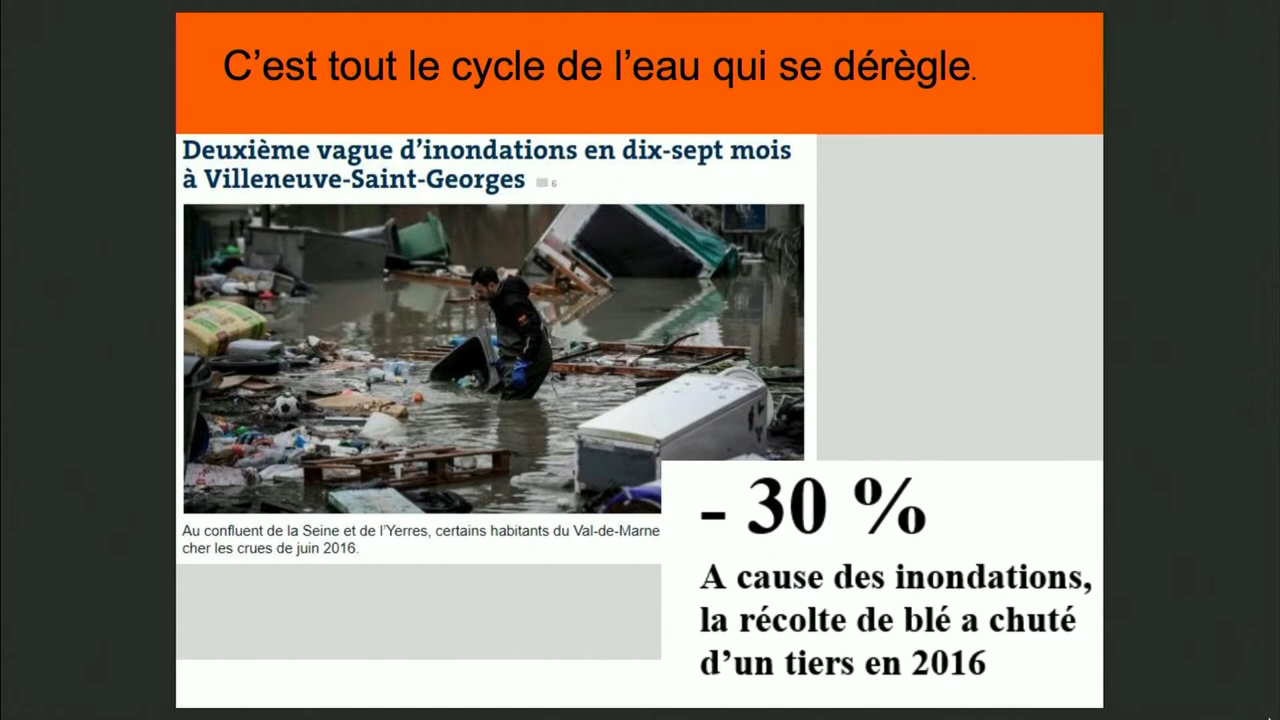 C’est tout le cycle de l’eau qui se dérègle.
Deuxième vague d’inondations en dix-sept mois
à Villeneuve-Saint-Georges 6
Au confluent de la Seine et de l’Yerres, certains habitants du Val-de-Marne
cher les crues de juin 2016.
- 30 %
A cause des inondations,
la récolte de blé a chuté
d’un tiers en 2016